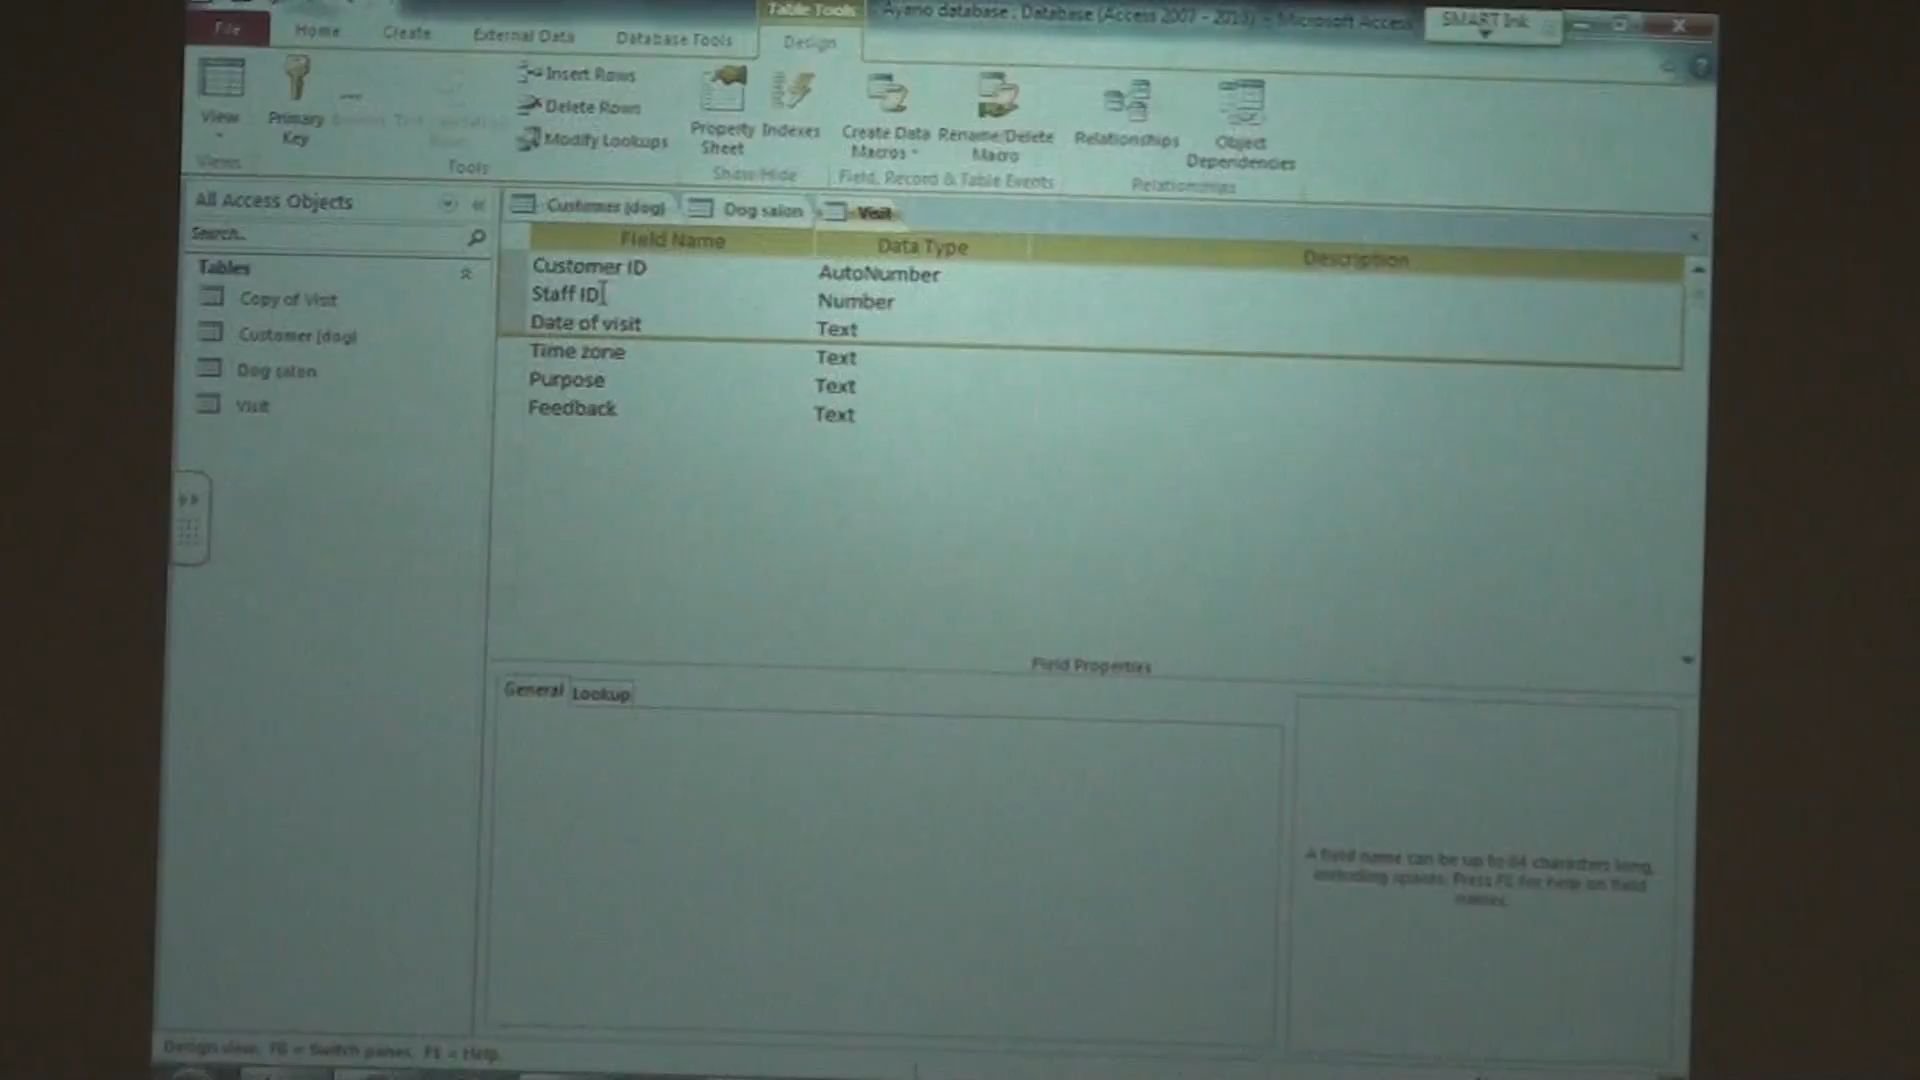 Table Tools
Ayano database : Database (Access 2007 - 2010) - Microsoft Access
SMART Ink
File
Home
Create
External Data
Database Tools
Design
View
Primary Key
Insert Rows
Delete Rows
Modify Lookups
Property Sheet
Indexes
Create Data Macros
Rename/Delete Macro
Relationships
Object Dependencies
Views
Tools
Show/Hide
Field, Record & Table Events
Relationships
All Access Objects
Search..
Tables
Copy of Visit
Customer (dog)
Dog salon
Visit
Customer (dog)
Dog salon
Visit
Field Name Data Type Description
Customer ID AutoNumber
Staff ID Number
Date of visit Text
Time zone Text
Purpose Text
Feedback Text
Field Properties
General Lookup
A field name can be up to 64 characters long,
including spaces. Press F1 for help on field
names.
Design view. F6 = Switch panes. F1 = Help.